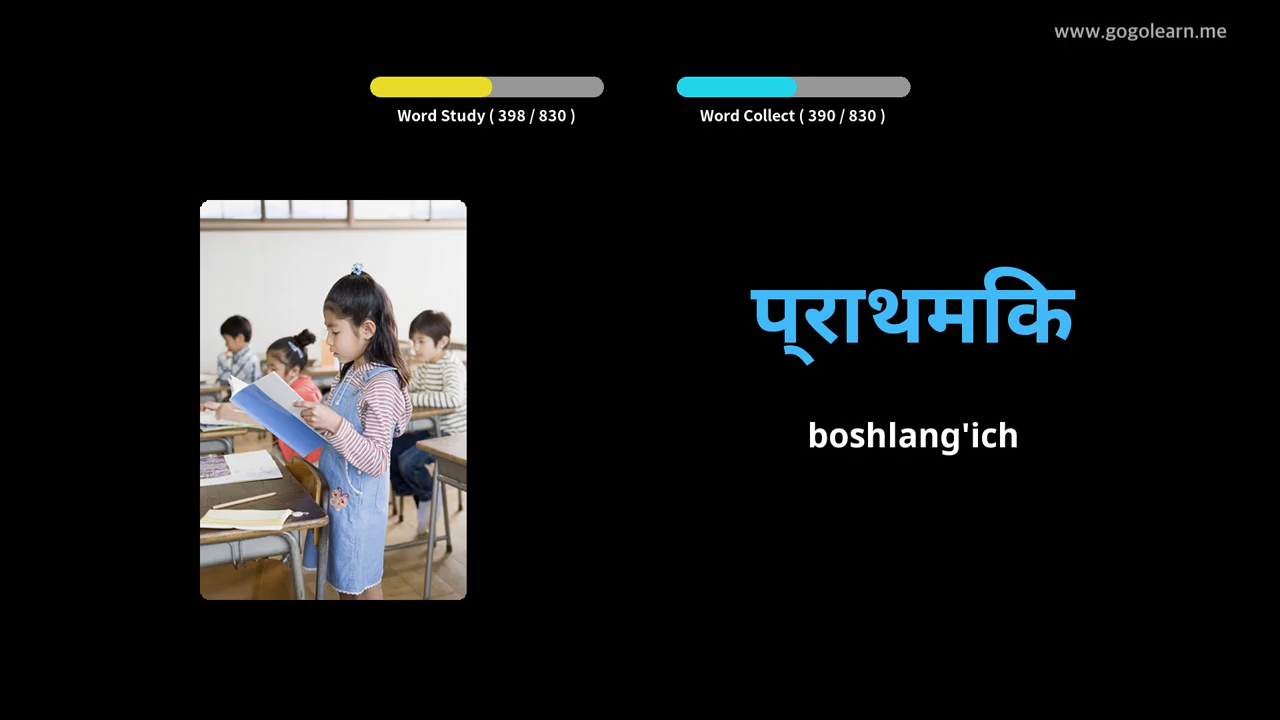 www.gogolearn.me
Word Study ( 398 / 830 )
Word Collect ( 390 / 830 )
प्राथमकि
boshlang'ich